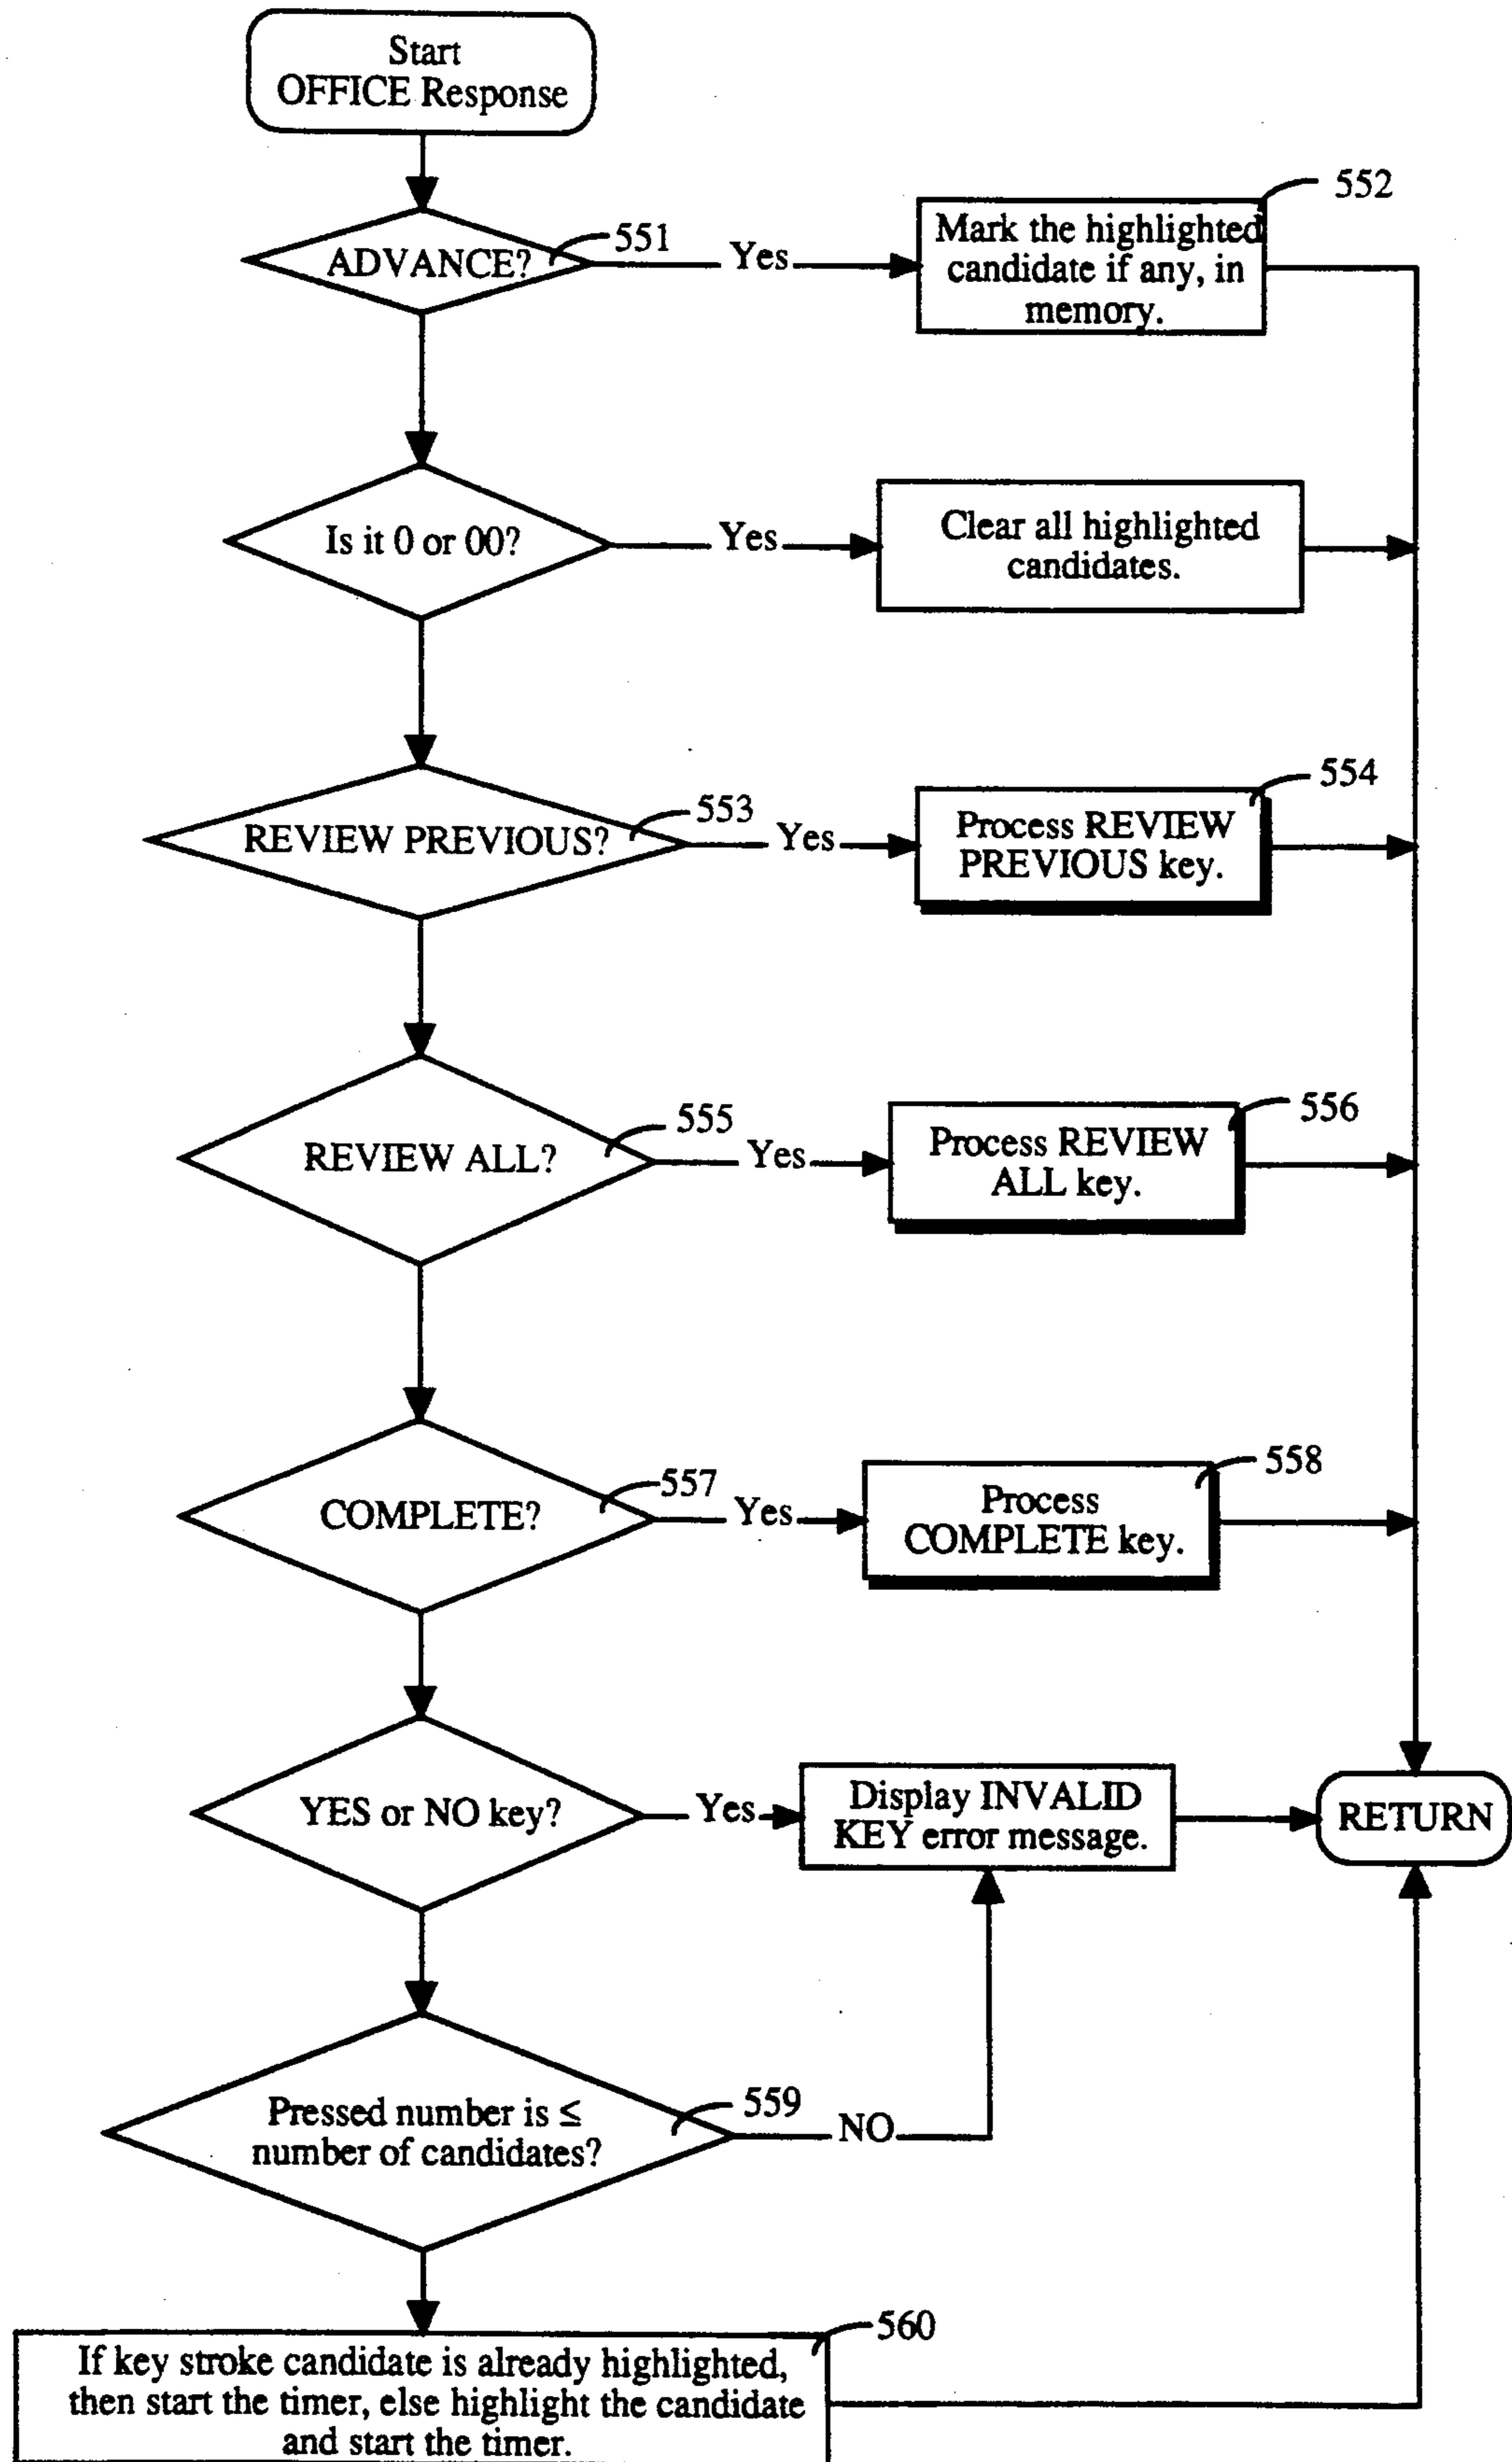 Start
OFFICE Response
ADVANCE?
551
Yes
Mark the highlighted
candidate if any, in
memory.
552
Is it 0 or 00?
Yes
Clear all highlighted
candidates.
REVIEW PREVIOUS?
553
Yes
Process REVIEW
PREVIOUS key.
554
REVIEW ALL?
555
Yes
Process REVIEW
ALL key.
556
COMPLETE?
557
Yes
Process
COMPLETE key.
558
YES or NO key?
Yes
Display INVALID
KEY error message.
RETURN
Pressed number is ≤
number of candidates?
559
NO
If key stroke candidate is already highlighted,
then start the timer, else highlight the candidate
and start the timer.
560